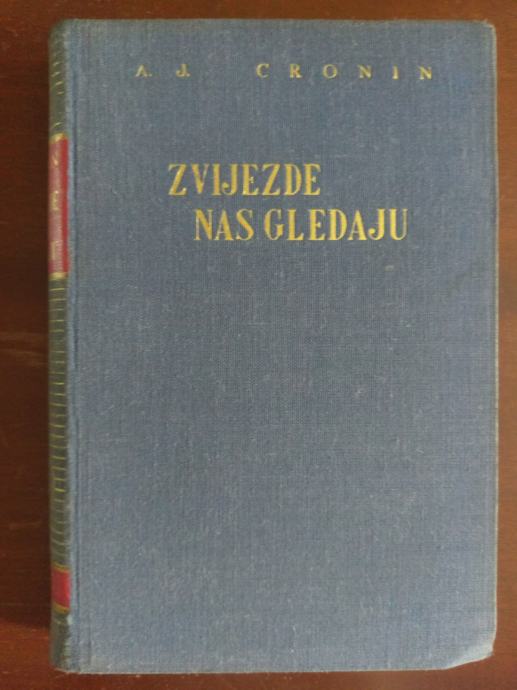 A. J. CRONIN
ZVIJEZDE
NAS GLEDAJU